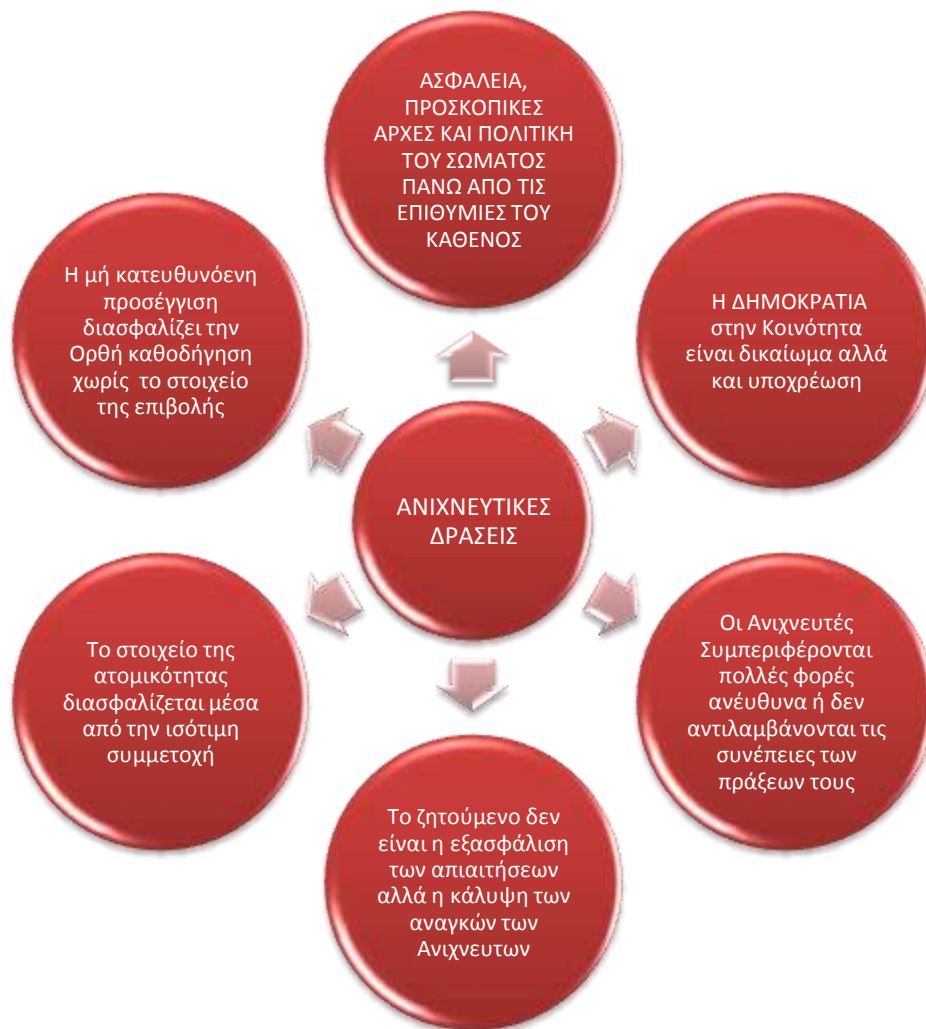 ΑΣΦΑΛΕΙΑ,
ΠΡΟΣΚΟΠΙΚΕΣ
ΑΡΧΕΣ ΚΑΙ ΠΟΛΙΤΙΚΗ
ΤΟΥ ΣΩΜΑΤΟΣ
ΠΑΝΩ ΑΠΟ ΤΙΣ
ΕΠΙΘΥΜΙΕΣ ΤΟΥ
ΚΑΘΕΝΟΣ
Η ΔΗΜΟΚΡΑΤΙΑ
στην Κοινότητα
είναι δικαίωμα αλλά
και υποχρέωση
Οι Ανιχνευτές
Συμπεριφέρονται
πολλές φορές
ανέυθυνα ή δεν
αντιλαμβάνονται τις
συνέπειες των
πράξεων τους
Το ζητούμενο δεν
είναι η εξασφάλιση
των απιαιτήσεων
αλλά η κάλυψη των
αναγκών των
Ανιχνευτων
Το στοιχείο της
ατομικότητας
διασφαλίζεται μέσα
από την ισότιμη
συμμετοχή
Η μή κατευθυνόενη
προσέγγιση
διασφαλίζει την
Ορθή καθοδήγηση
χωρίς το στοιχείο
της επιβολής
ΑΝΙΧΝΕΥΤΙΚΕΣ
ΔΡΑΣΕΙΣ